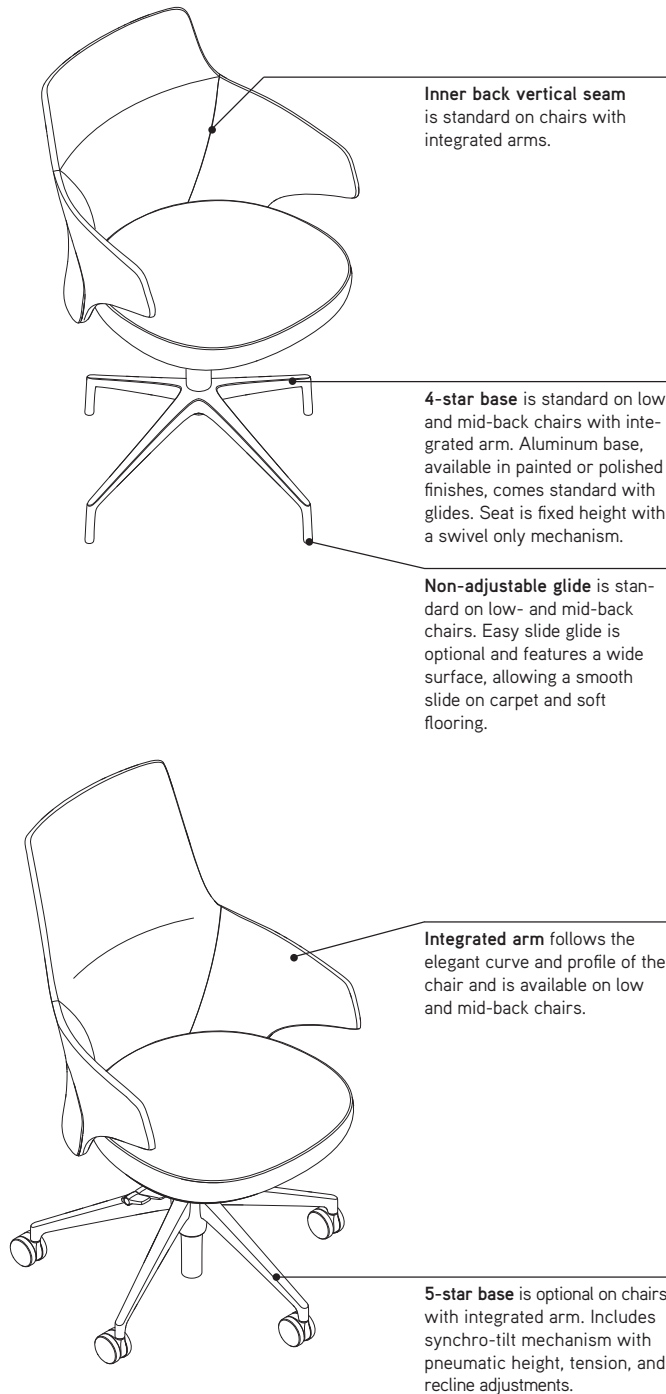 Inner back vertical seam
is standard on chairs with
integrated arms.
4-star base is standard on low
and mid-back chairs with inte-
grated arm. Aluminum base,
available in painted or polished
finishes, comes standard with
glides. Seat is fixed height with
a swivel only mechanism.
Non-adjustable glide is stan-
dard on low- and mid-back
chairs. Easy slide glide is
optional and features a wide
surface, allowing a smooth
slide on carpet and soft
flooring.
Integrated arm follows the
elegant curve and profile of the
chair and is available on low
and mid-back chairs.
5-star base is optional on chairs
with integrated arm. Includes
synchro-tilt mechanism with
pneumatic height, tension, and
recline adjustments.